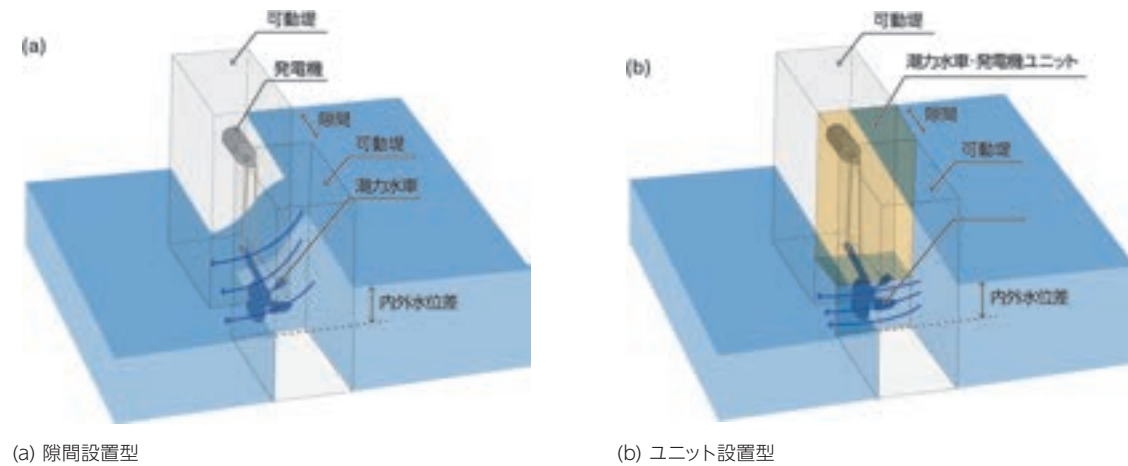 (a)
可動堤
発電機
隙間
可動堤
潮力水車
内外水位差
(a) 隙間設置型
(b)
可動堤
潮力水車・発電機ユニット
隙間
可動堤
内外水位差
(b) ユニット設置型